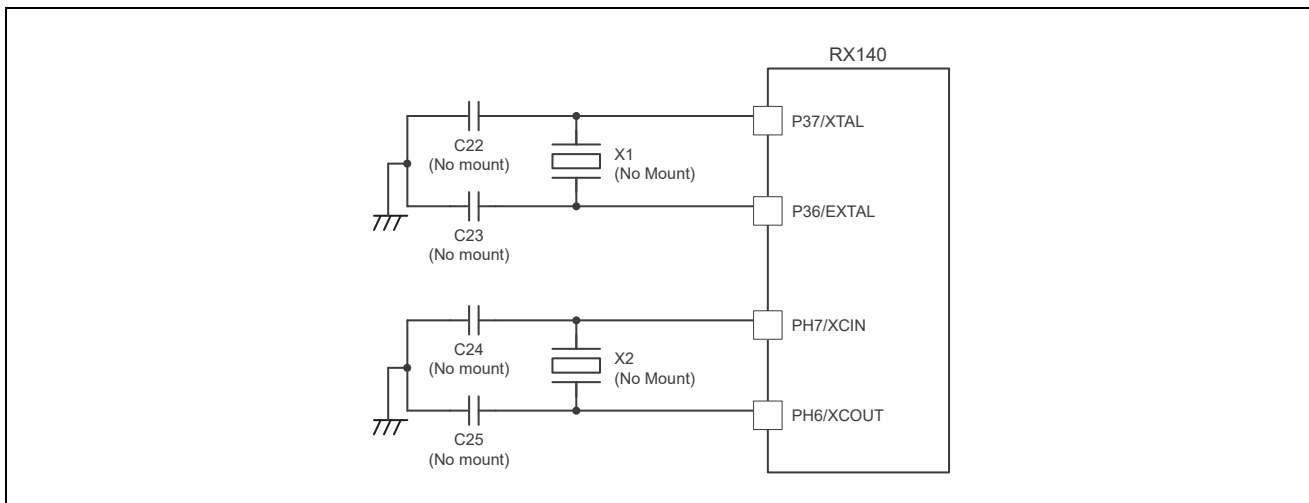 RX140
P37/XTAL
C22
(No mount)
X1
(No Mount)
P36/EXTAL
C23
(No mount)
PH7/XCIN
C24
(No mount)
X2
(No Mount)
PH6/XCOUT
C25
(No mount)